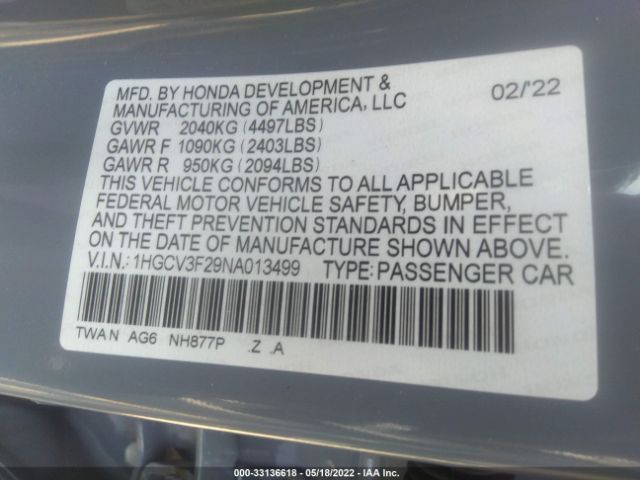 MFD. BY HONDA DEVELOPMENT & 02/'22
MANUFACTURING OF AMERICA, LLC
GVWR 2040KG (4497LBS)
GAWR F 1090KG (2403LBS)
GAWR R 950KG (2094LBS)
THIS VEHICLE CONFORMS TO ALL APPLICABLE
FEDERAL MOTOR VEHICLE SAFETY, BUMPER,
AND THEFT PREVENTION STANDARDS IN EFFECT
ON THE DATE OF MANUFACTURE SHOWN ABOVE.
V.I.N.: 1HGCV3F29NA013499 TYPE: PASSENGER CAR
TWA N AG6 NH877P .Z .A
000-33136618 — 05/18/2022 — IAA Inc.